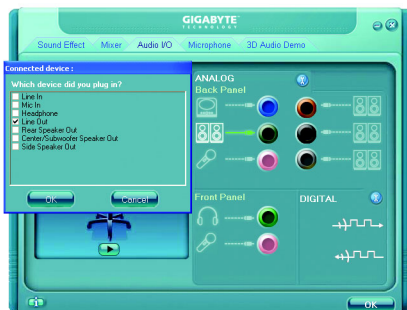 GIGABYTE
TECHNOLOGY
Sound Effect
Mixer
Audio I/O
Microphone
3D Audio Demo
Connected device :
Which device did you plug in?
Line In
Mic In
Headphone
Line Out
Rear Speaker Out
Center/Subwoofer Speaker Out
Side Speaker Out
OK
Cancel
ANALOG
Back Panel
Front Panel
DIGITAL
OK